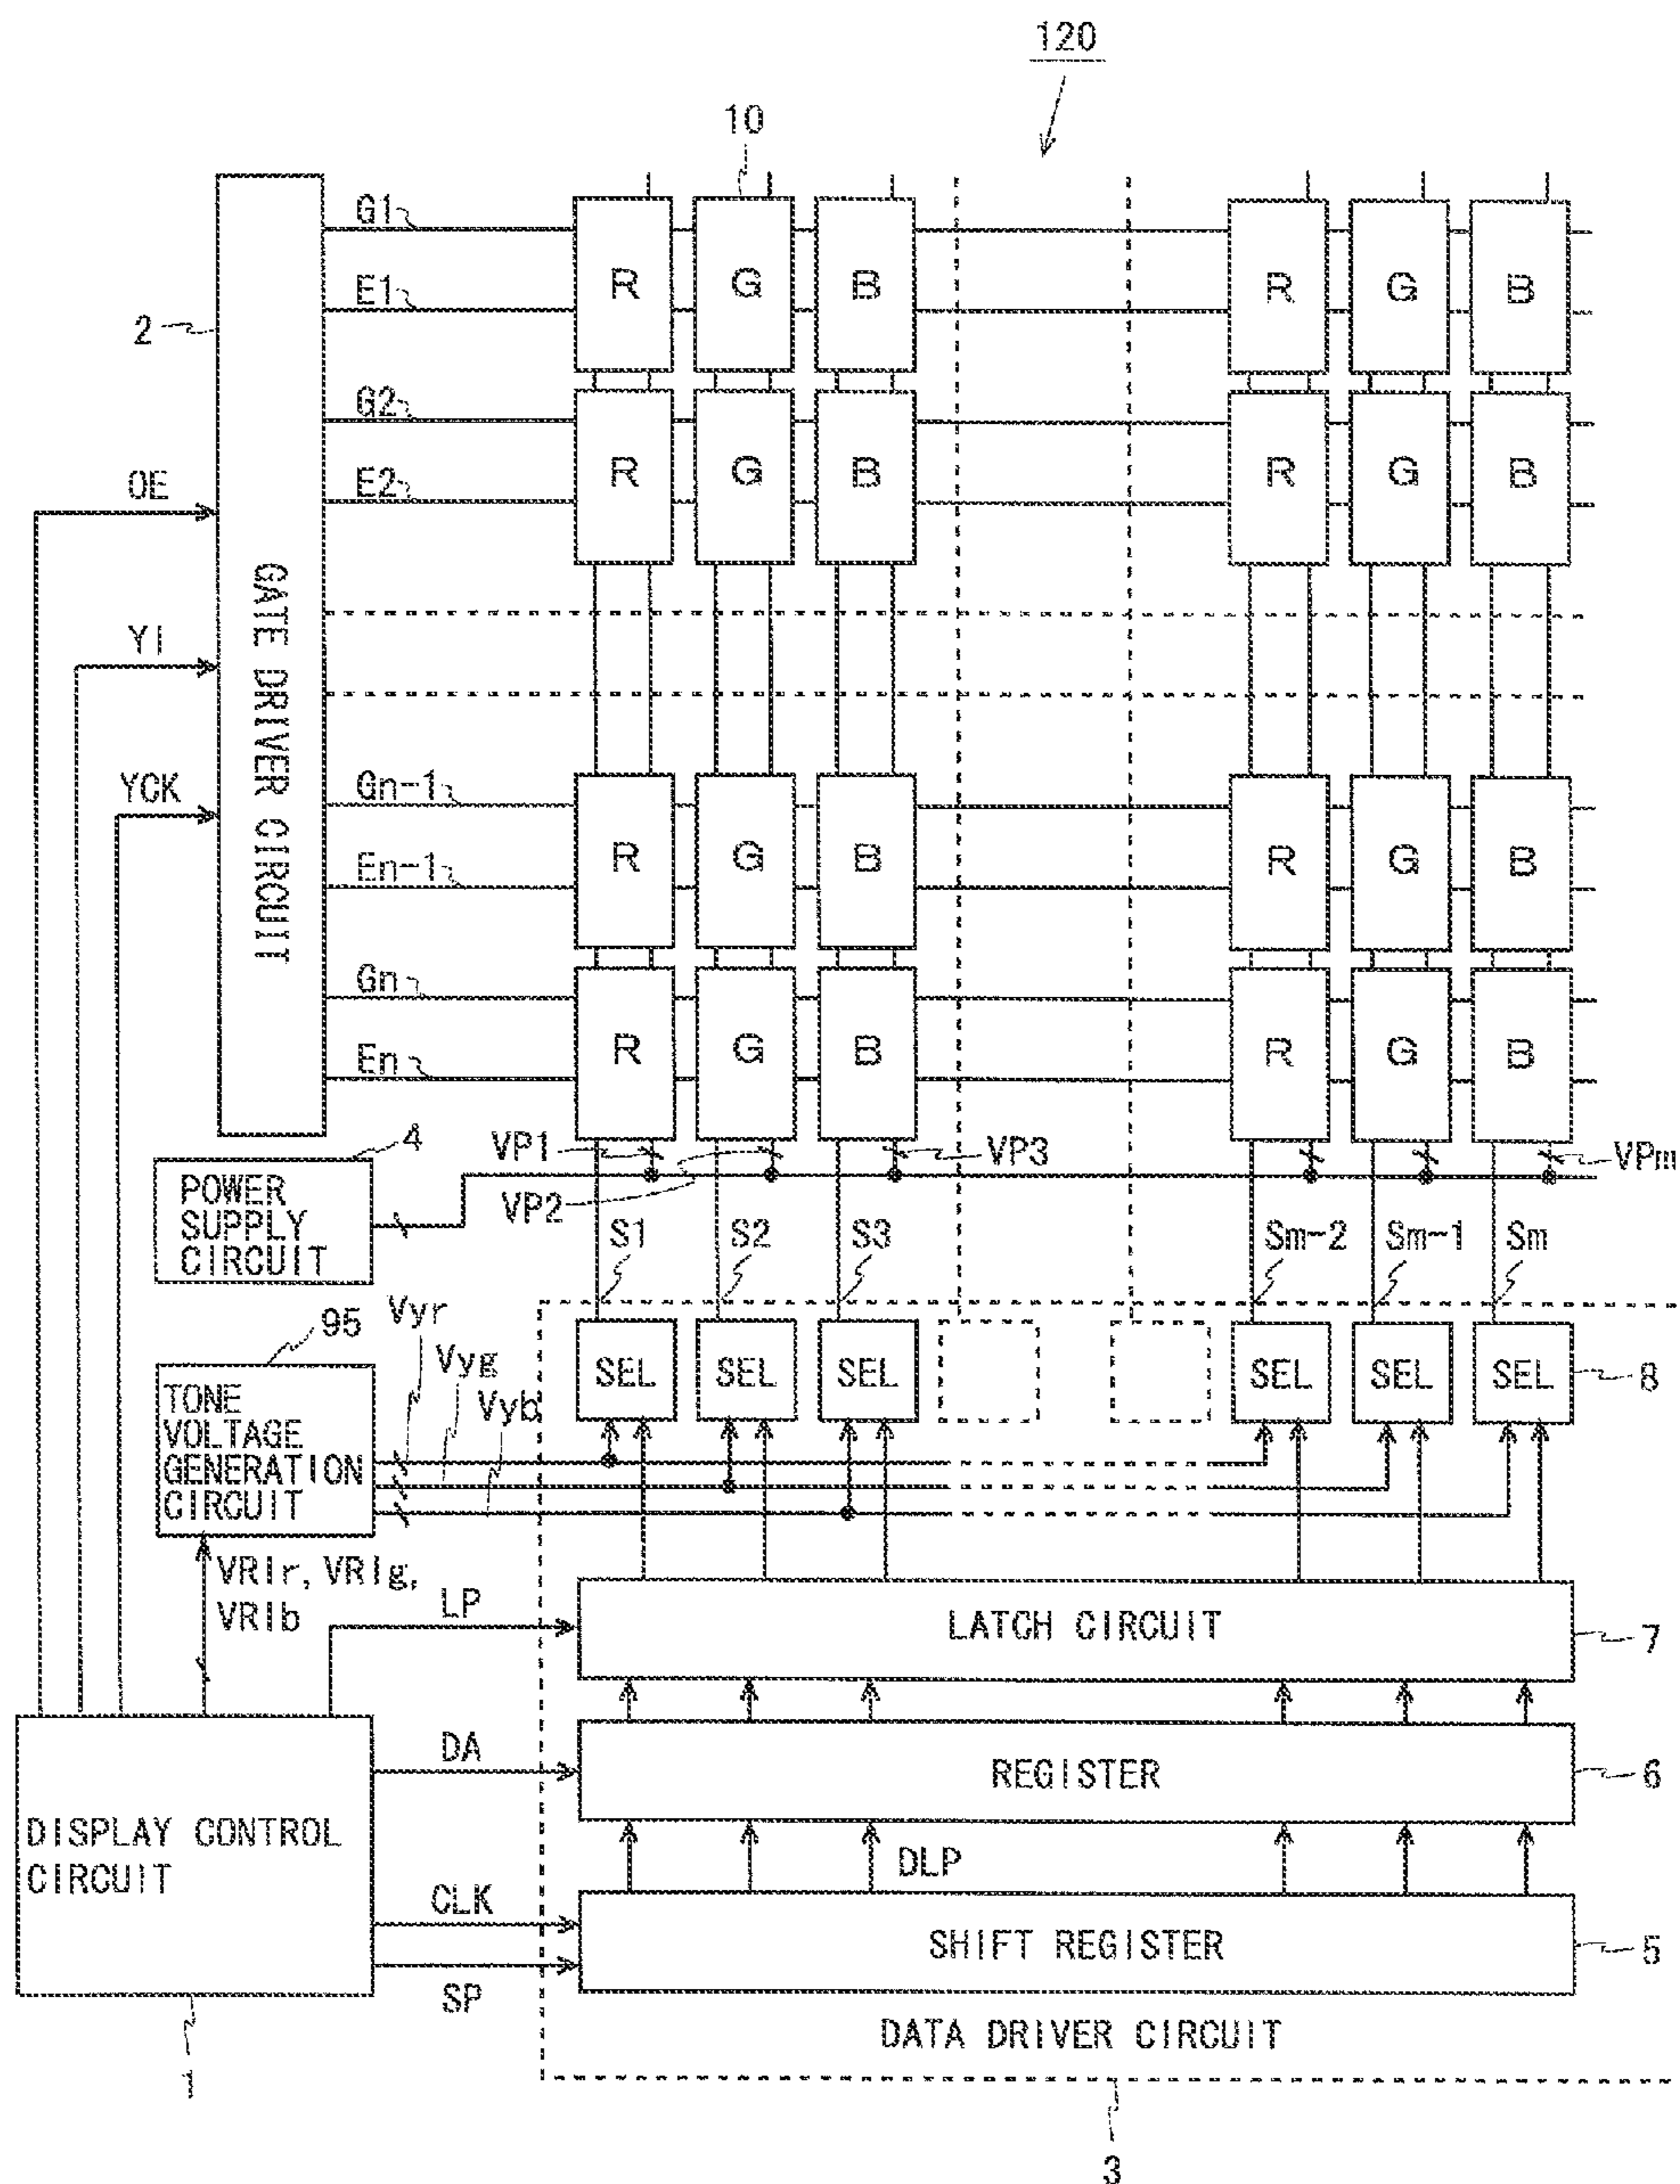 120
10
G1
R G B R G B
E1
2
G2
R G B R G B
E2
OE
GATE DRIVER CIRCUIT
YI
YCK
Gn-1
R G B R G B
En-1
Gn
R G B R G B
En
4
VP1
VP3
VPm
POWER
SUPPLY
CIRCUIT
VP2
S1 S2 S3 Sm-2 Sm-1 Sm
95
Vyr
Vyg
Vyb
TONE
VOLTAGE
GENERATION
CIRCUIT
SEL SEL SEL SEL SEL SEL
8
VRIr, VRIg,
VRIb
LP
LATCH CIRCUIT
7
DA
REGISTER
6
DISPLAY CONTROL
CIRCUIT
DLP
CLK
SHIFT REGISTER
5
SP
DATA DRIVER CIRCUIT
1
3